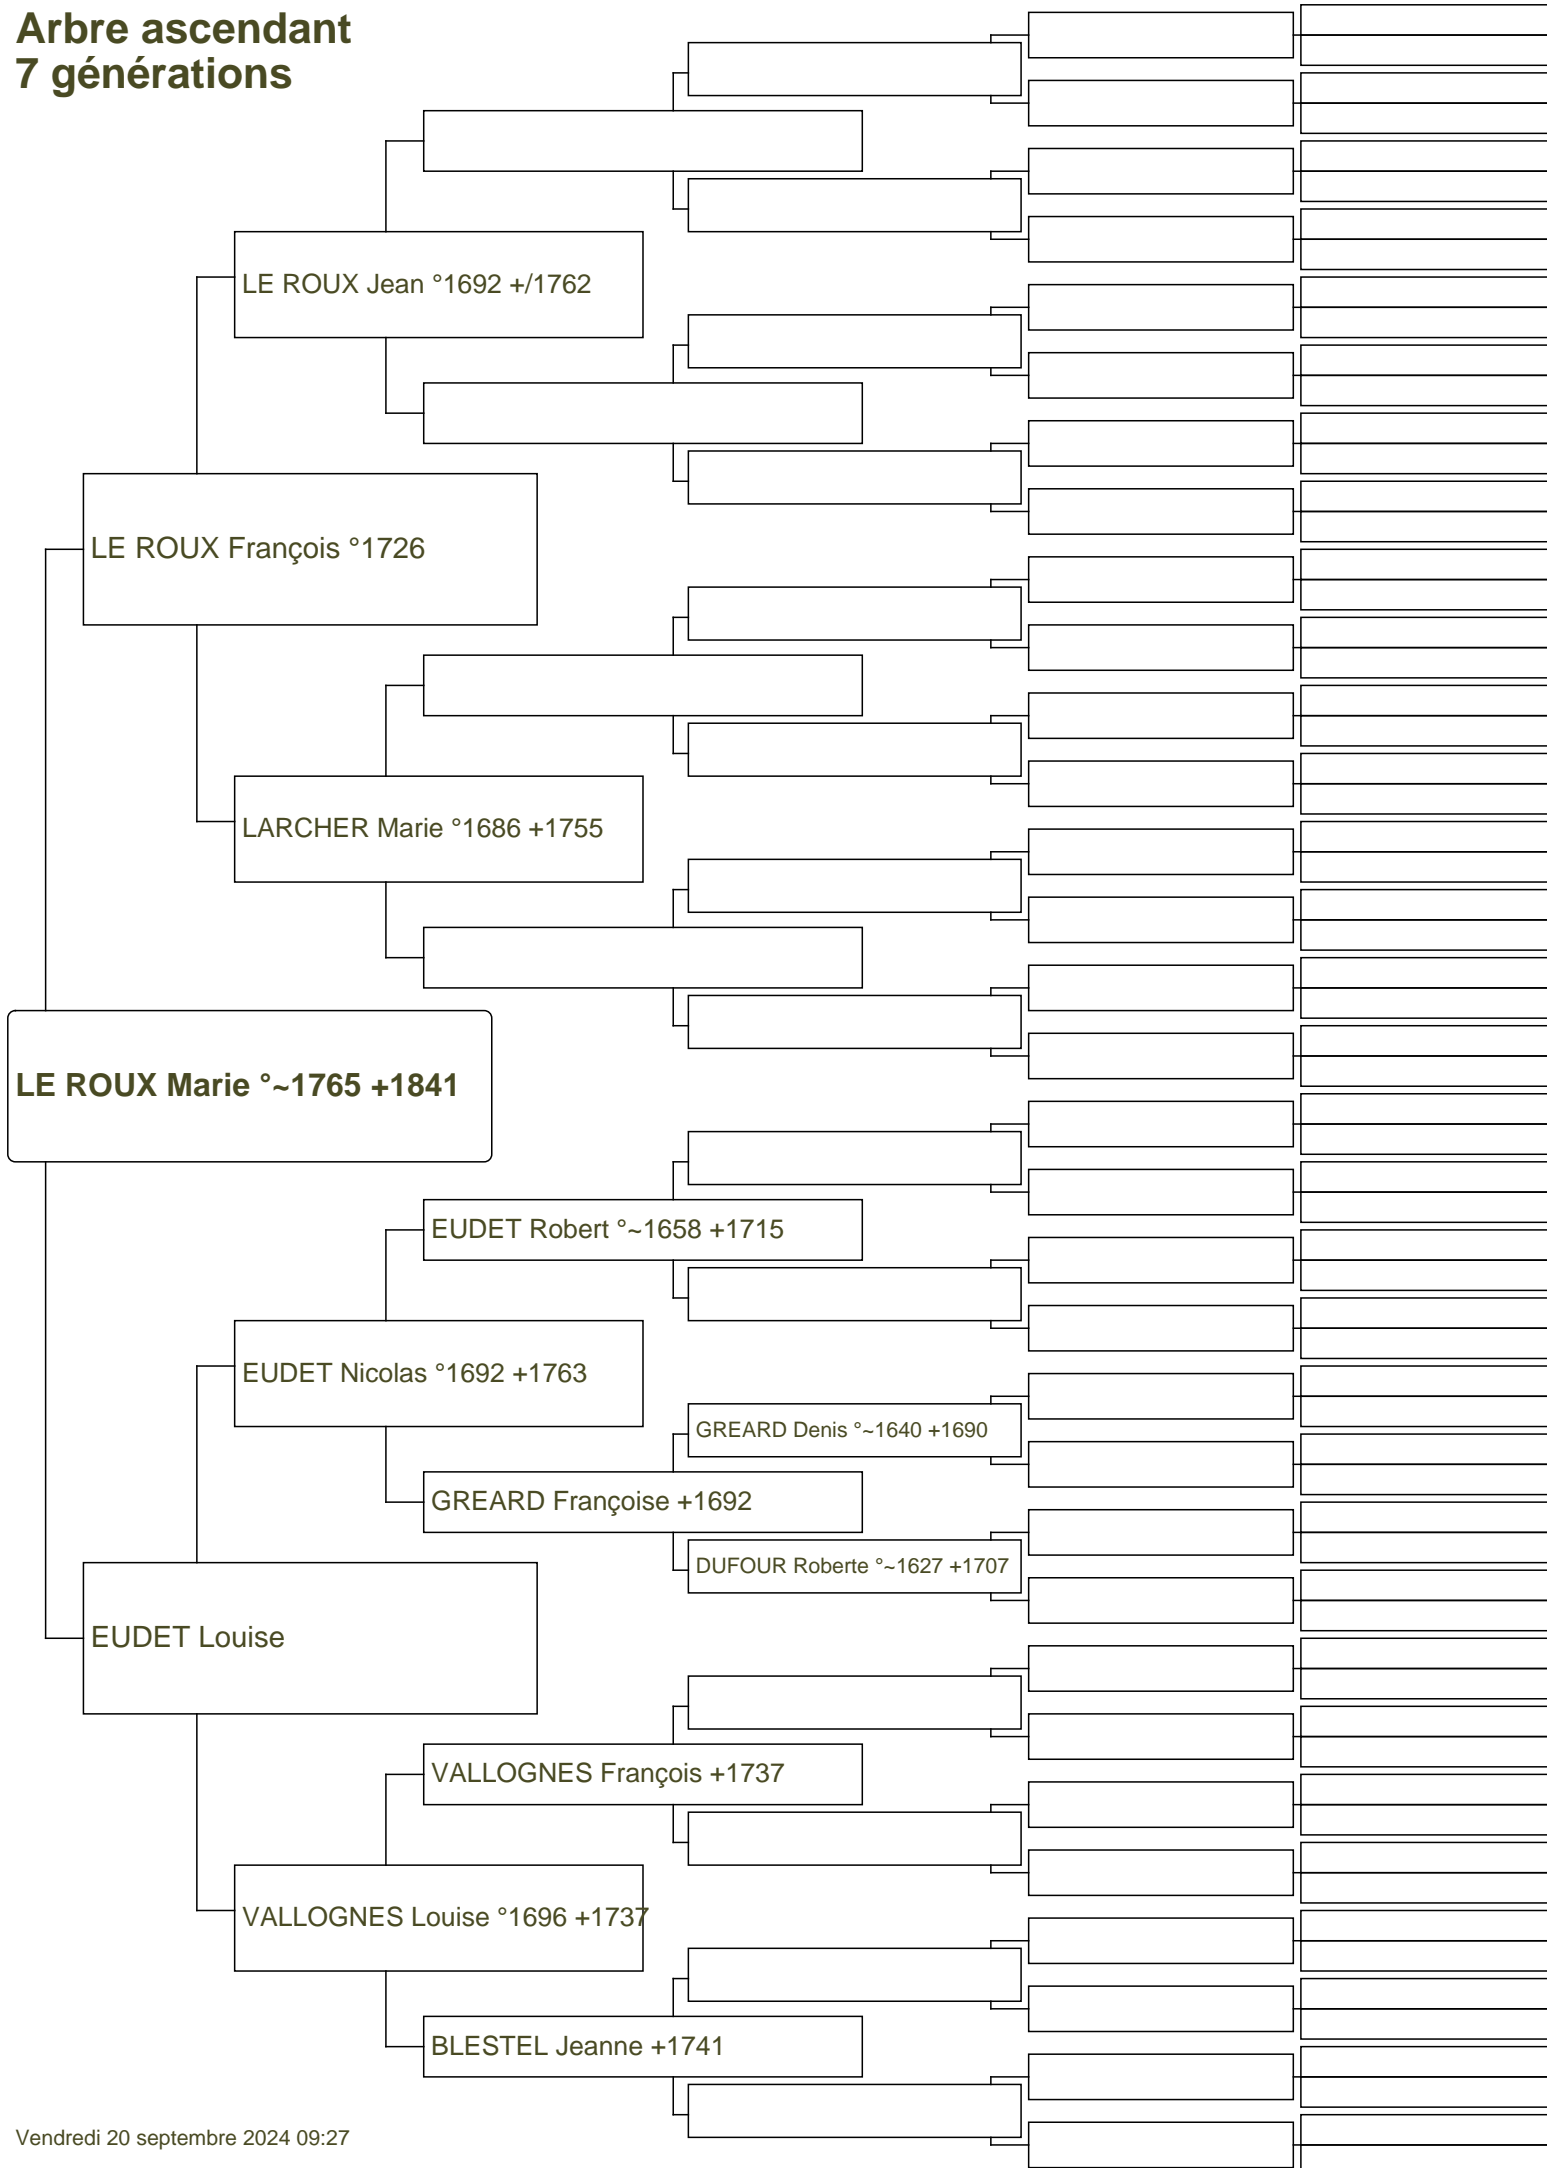 Arbre ascendant
7 générations
LE ROUX Jean °1692 +/1762
LE ROUX François °1726
LARCHER Marie °1686 +1755
LE ROUX Marie °~1765 +1841
EUDET Robert °~1658 +1715
EUDET Nicolas °1692 +1763
GREARD Denis °~1640 +1690
GREARD Françoise +1692
DUFOUR Roberte °~1627 +1707
EUDET Louise
VALLOGNES François +1737
VALLOGNES Louise °1696 +1737
BLESTEL Jeanne +1741
Vendredi 20 septembre 2024 09:27